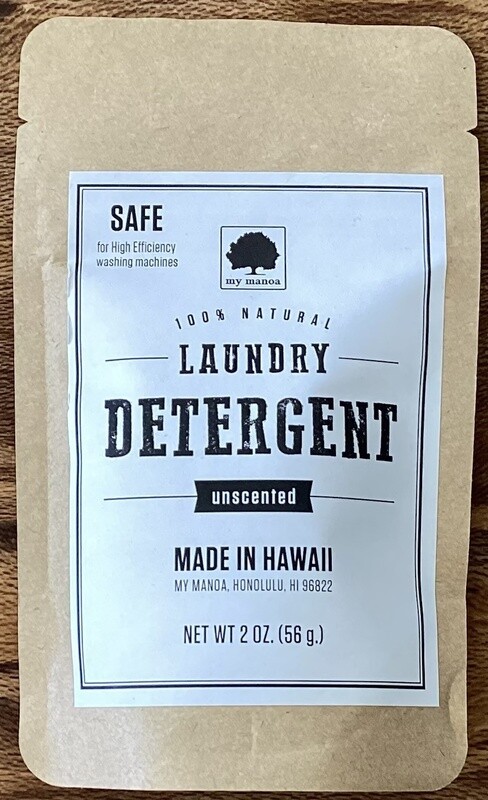 SAFE
for High Efficiency
washing machines
my manoa
100% NATURAL
LAUNDRY
DETERGENT
unscented
MADE IN HAWAII
MY MANOA, HONOLULU, HI 96822
NET WT 2 OZ. (56 g.)